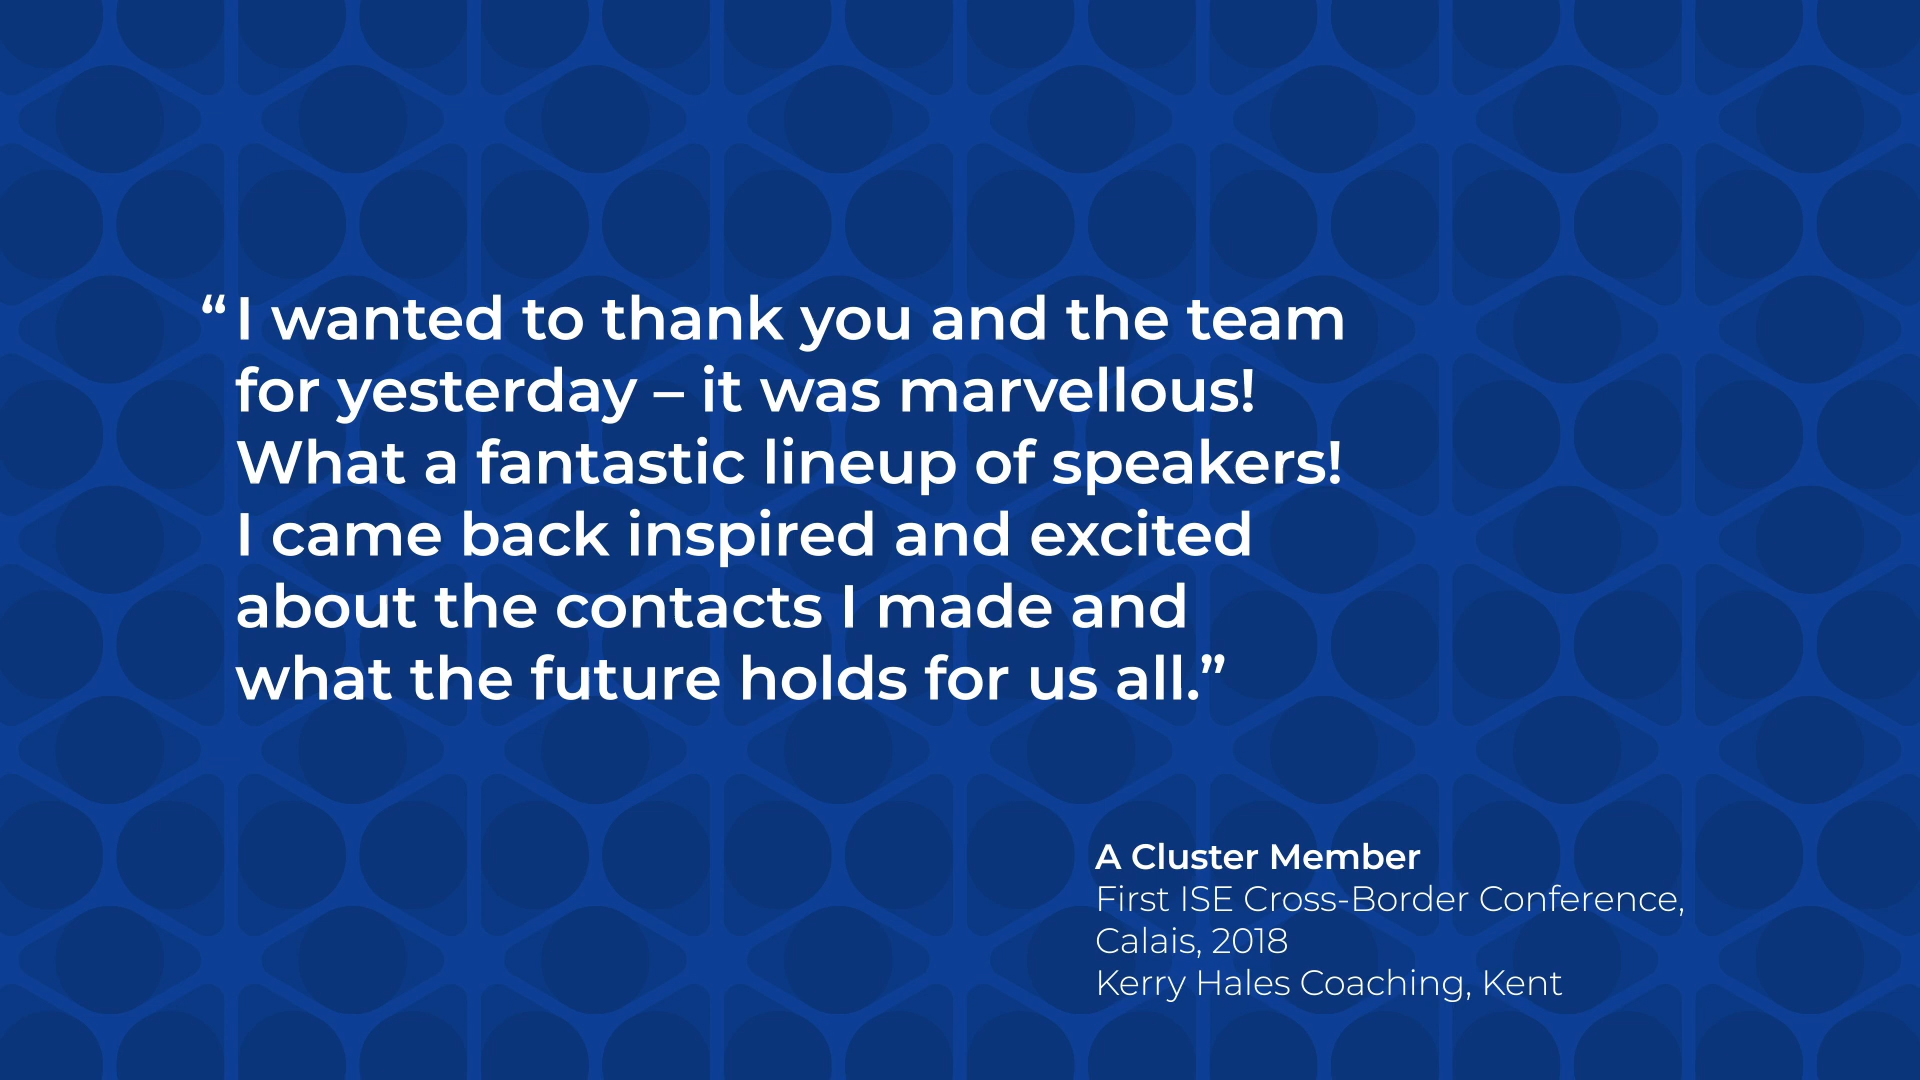 “I wanted to thank you and the team
for yesterday – it was marvellous!
What a fantastic lineup of speakers!
I came back inspired and excited
about the contacts I made and
what the future holds for us all.”
A Cluster Member
First ISE Cross-Border Conference,
Calais, 2018
Kerry Hales Coaching, Kent